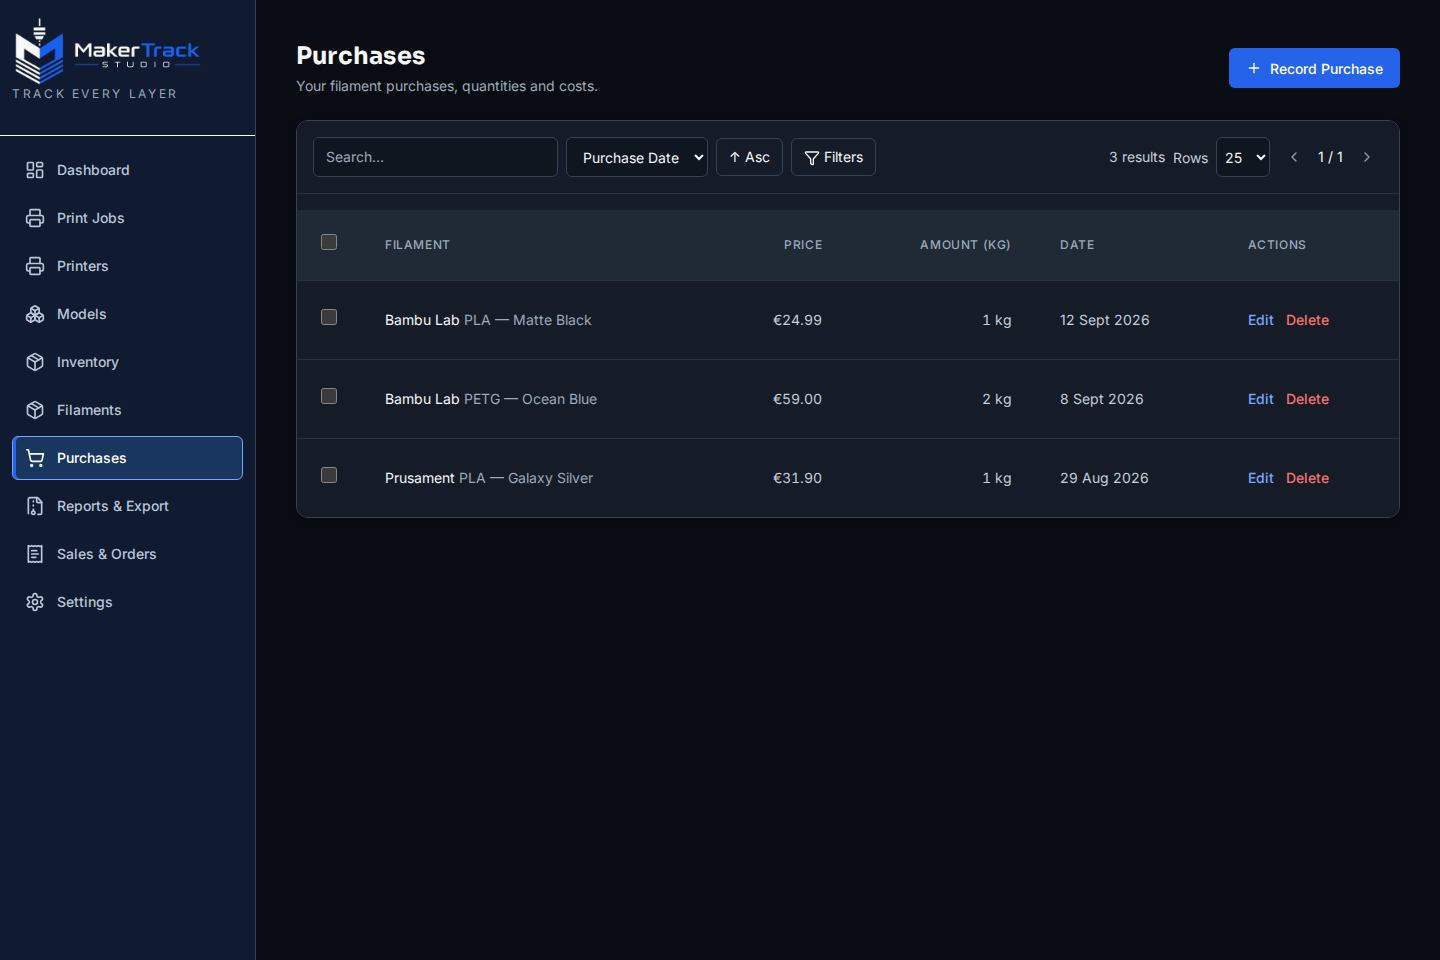 MakerTrack
STUDIO
TRACK EVERY LAYER
Dashboard
Print Jobs
Printers
Models
Inventory
Filaments
Purchases
Reports & Export
Sales & Orders
Settings
Purchases
Your filament purchases, quantities and costs.
+ Record Purchase
Search... Purchase Date ↑ Asc Filters 3 results Rows 25 1 / 1
FILAMENT PRICE AMOUNT (KG) DATE ACTIONS
Bambu Lab PLA — Matte Black €24.99 1 kg 12 Sept 2026 Edit Delete
Bambu Lab PETG — Ocean Blue €59.00 2 kg 8 Sept 2026 Edit Delete
Prusament PLA — Galaxy Silver €31.90 1 kg 29 Aug 2026 Edit Delete